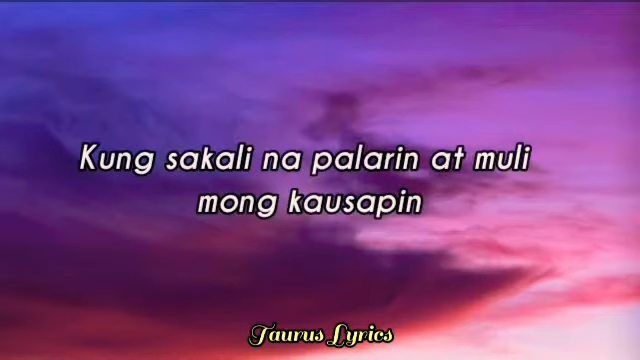 Kung sakali na palarin at muli
mong kausapin
Taurus Lyrics